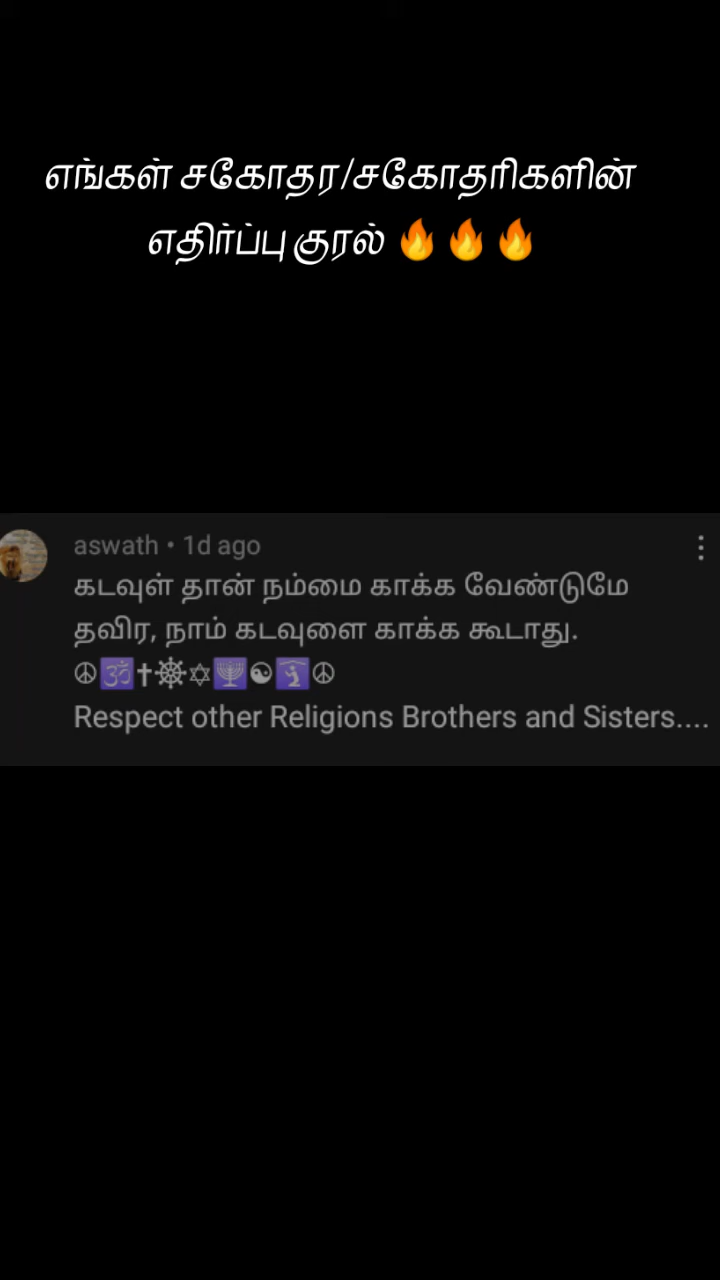 எங்கள் சகோதர/சகோதரிகளின்
எதிர்ப்பு குரல் 🔥🔥🔥
aswath • 1d ago
கடவுள் தான் நம்மை காக்க வேண்டுமே
தவிர, நாம் கடவுளை காக்க கூடாது.
☮🕉✝☸✡🕎☯🛐☮
Respect other Religions Brothers and Sisters....